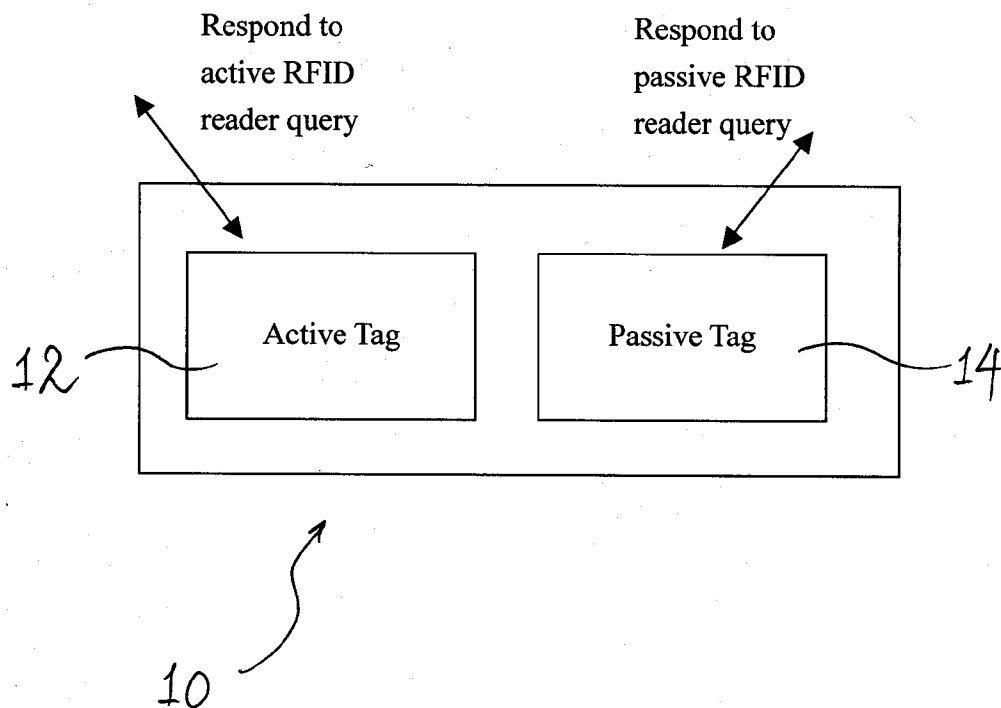 Respond to
active RFID
reader query
Respond to
passive RFID
reader query
Active Tag
Passive Tag
12
14
10